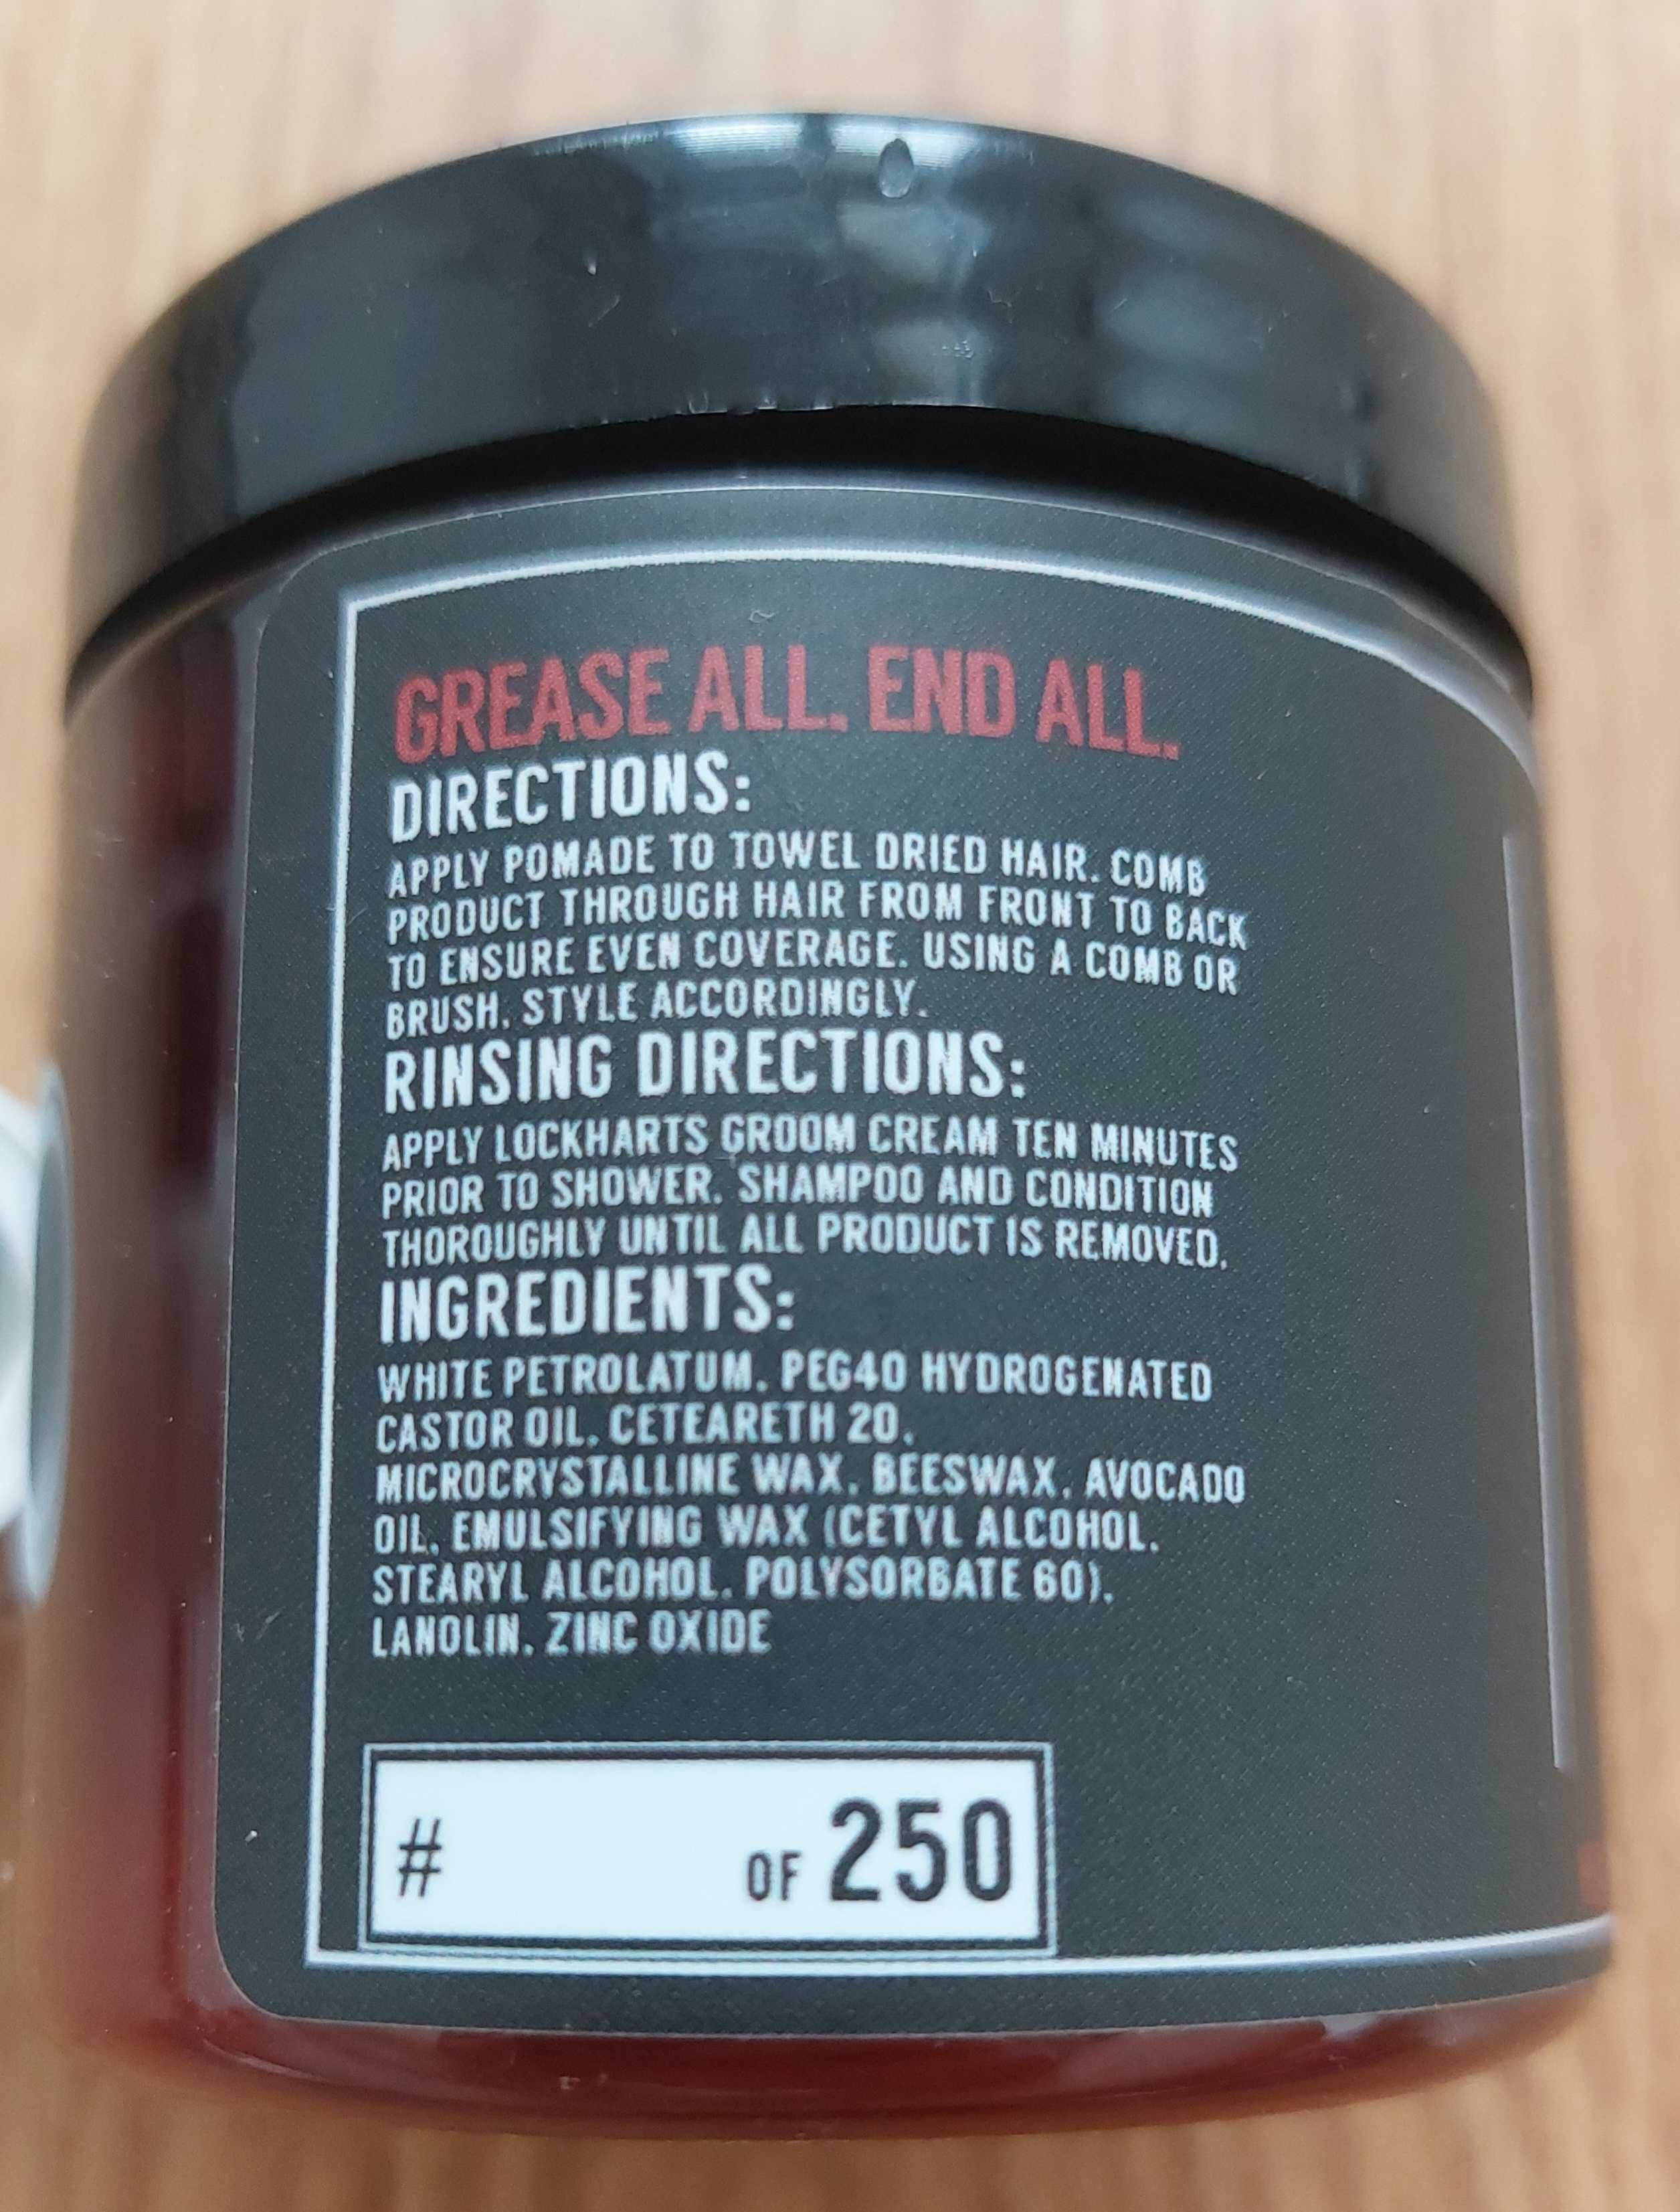 GREASE ALL. END ALL.
DIRECTIONS:
APPLY POMADE TO TOWEL DRIED HAIR. COMB
PRODUCT THROUGH HAIR FROM FRONT TO BACK
TO ENSURE EVEN COVERAGE. USING A COMB OR
BRUSH, STYLE ACCORDINGLY.
RINSING DIRECTIONS:
APPLY LOCKHARTS GROOM CREAM TEN MINUTES
PRIOR TO SHOWER. SHAMPOO AND CONDITION
THOROUGHLY UNTIL ALL PRODUCT IS REMOVED.
INGREDIENTS:
WHITE PETROLATUM, PEG40 HYDROGENATED
CASTOR OIL, CETEARETH 20,
MICROCRYSTALLINE WAX, BEESWAX, AVOCADO
OIL, EMULSIFYING WAX (CETYL ALCOHOL,
STEARYL ALCOHOL, POLYSORBATE 60),
LANOLIN, ZINC OXIDE
# OF 250